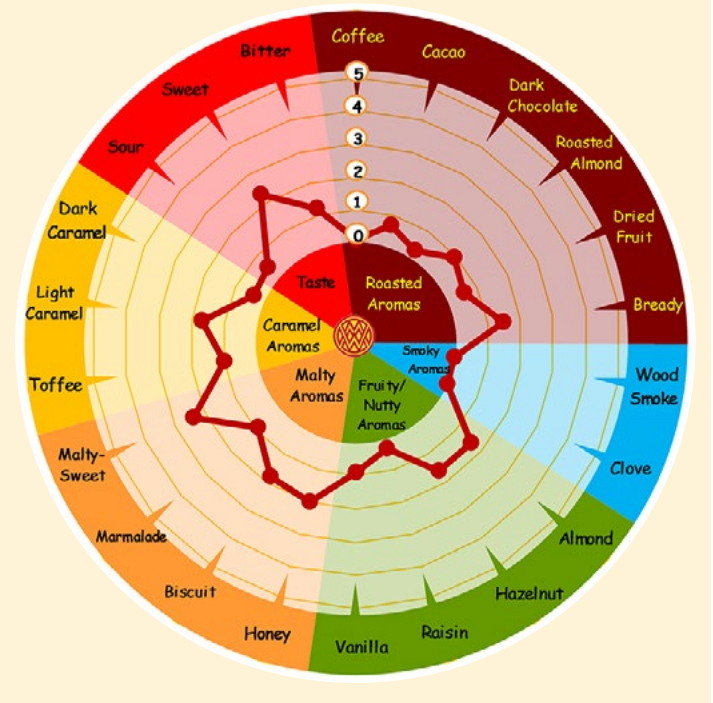 Coffee
Cacao
Dark
Chocolate
Roasted
Almond
Dried
Fruit
Bready
Wood
Smoke
Clove
Almond
Hazelnut
Raisin
Vanilla
Honey
Biscuit
Marmalade
Malty-
Sweet
Toffee
Light
Caramel
Dark
Caramel
Sour
Sweet
Bitter
5
4
3
2
1
0
Taste
Roasted
Aromas
Smoky
Aromas
Fruity/
Nutty
Aromas
Malty
Aromas
Caramel
Aromas